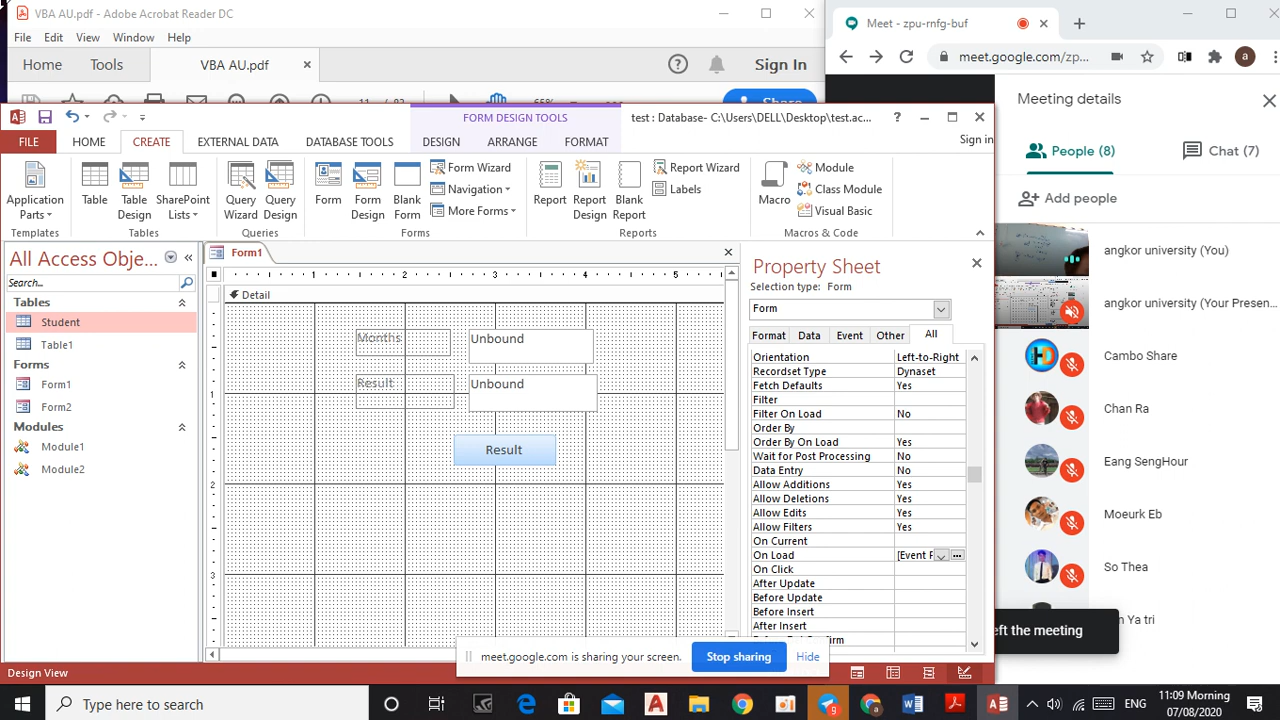 VBA AU.pdf - Adobe Acrobat Reader DC
File Edit View Window Help
Home Tools VBA AU.pdf × Sign In
Share
Meet - zpu-rnfg-buf
meet.google.com/zp...
a
Meeting details
People (8) Chat (7)
Add people
angkor university (You)
angkor university (Your Presen...
Cambo Share
Chan Ra
Eang SengHour
Moeurk Eb
So Thea
Ya tri
eft the meeting
FORM DESIGN TOOLS
test : Database- C:\Users\DELL\Desktop\test.ac...
FILE HOME CREATE EXTERNAL DATA DATABASE TOOLS DESIGN ARRANGE FORMAT
Sign in
Application Parts
Templates
Table
Table Design
SharePoint Lists
Tables
Query Wizard
Query Design
Queries
Form
Form Design
Blank Form
Form Wizard
Navigation
More Forms
Forms
Report
Report Design
Blank Report
Report Wizard
Labels
Reports
Macro
Module
Class Module
Visual Basic
Macros & Code
All Access Obje...
Search...
Tables
Student
Table1
Forms
Form1
Form2
Modules
Module1
Module2
Form1
1 2 3 4 5
Detail
Months Unbound
Result Unbound
Result
1
2
3
Property Sheet
Selection type: Form
Form
Format Data Event Other All
Orientation Left-to-Right
Recordset Type Dynaset
Fetch Defaults Yes
Filter
Filter On Load No
Order By
Order By On Load Yes
Wait for Post Processing No
Data Entry No
Allow Additions Yes
Allow Deletions Yes
Allow Edits Yes
Allow Filters Yes
On Current
On Load [Event P
On Click
After Update
Before Update
Before Insert
After Insert
meet.google.com is sharing your screen. Stop sharing Hide
Design View
Type here to search
ENG
11:09 Morning
07/08/2020